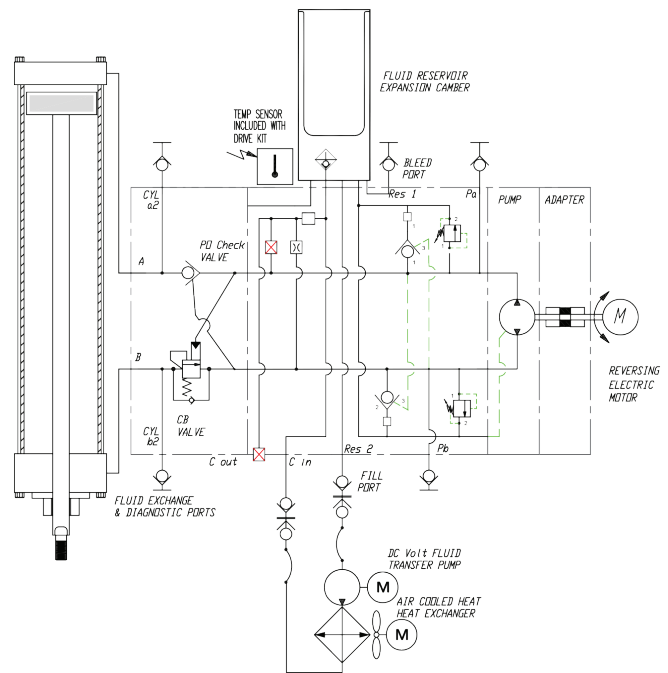 FLUID RESERVOIR
EXPANSION CAMBER
TEMP SENSOR
INCLUDED WITH
DRIVE KIT
BLEED
PORT
CYL
a2
Res 1
Pa
PUMP
ADAPTER
PO Check
VALVE
A
M
B
CB
VALVE
REVERSING
ELECTRIC
MOTOR
CYL
b2
C out
C in
Res 2
Pb
FLUID EXCHANGE
& DIAGNOSTIC PORTS
FILL
PORT
DC Volt FLUID
TRANSFER PUMP
M
AIR COOLED HEAT
HEAT EXCHANGER
M